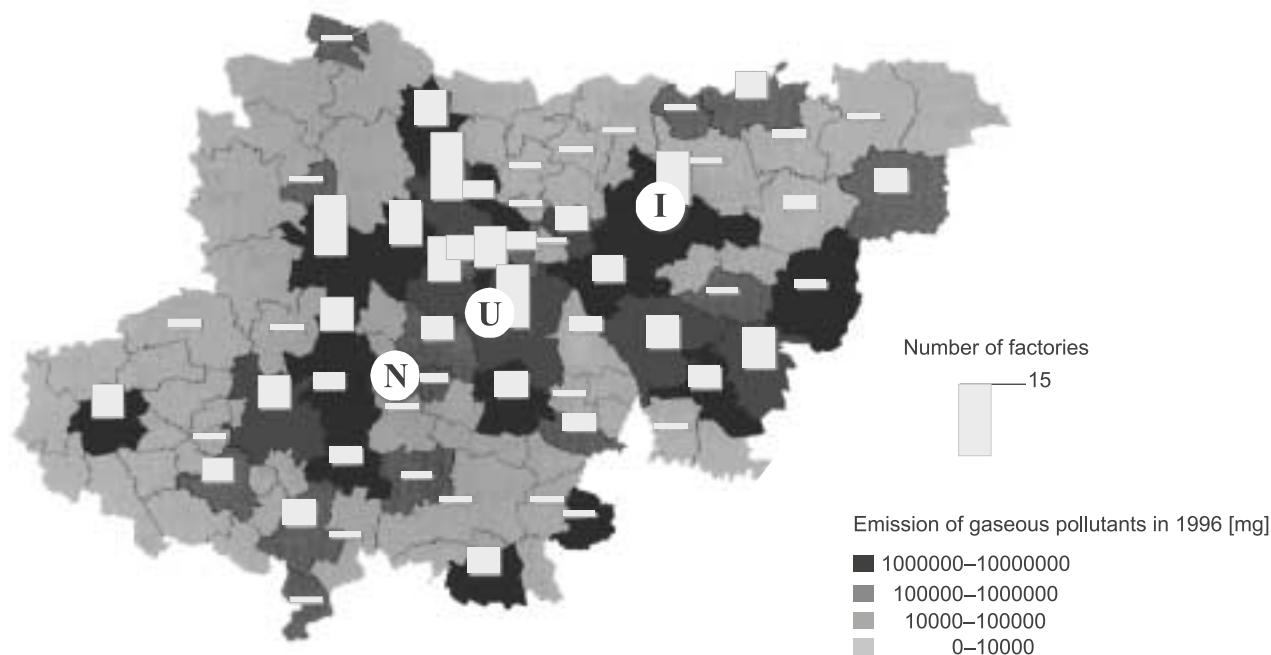 I
U
N
Number of factories
15
Emission of gaseous pollutants in 1996 [mg]
1000000–10000000
100000–1000000
10000–100000
0–10000